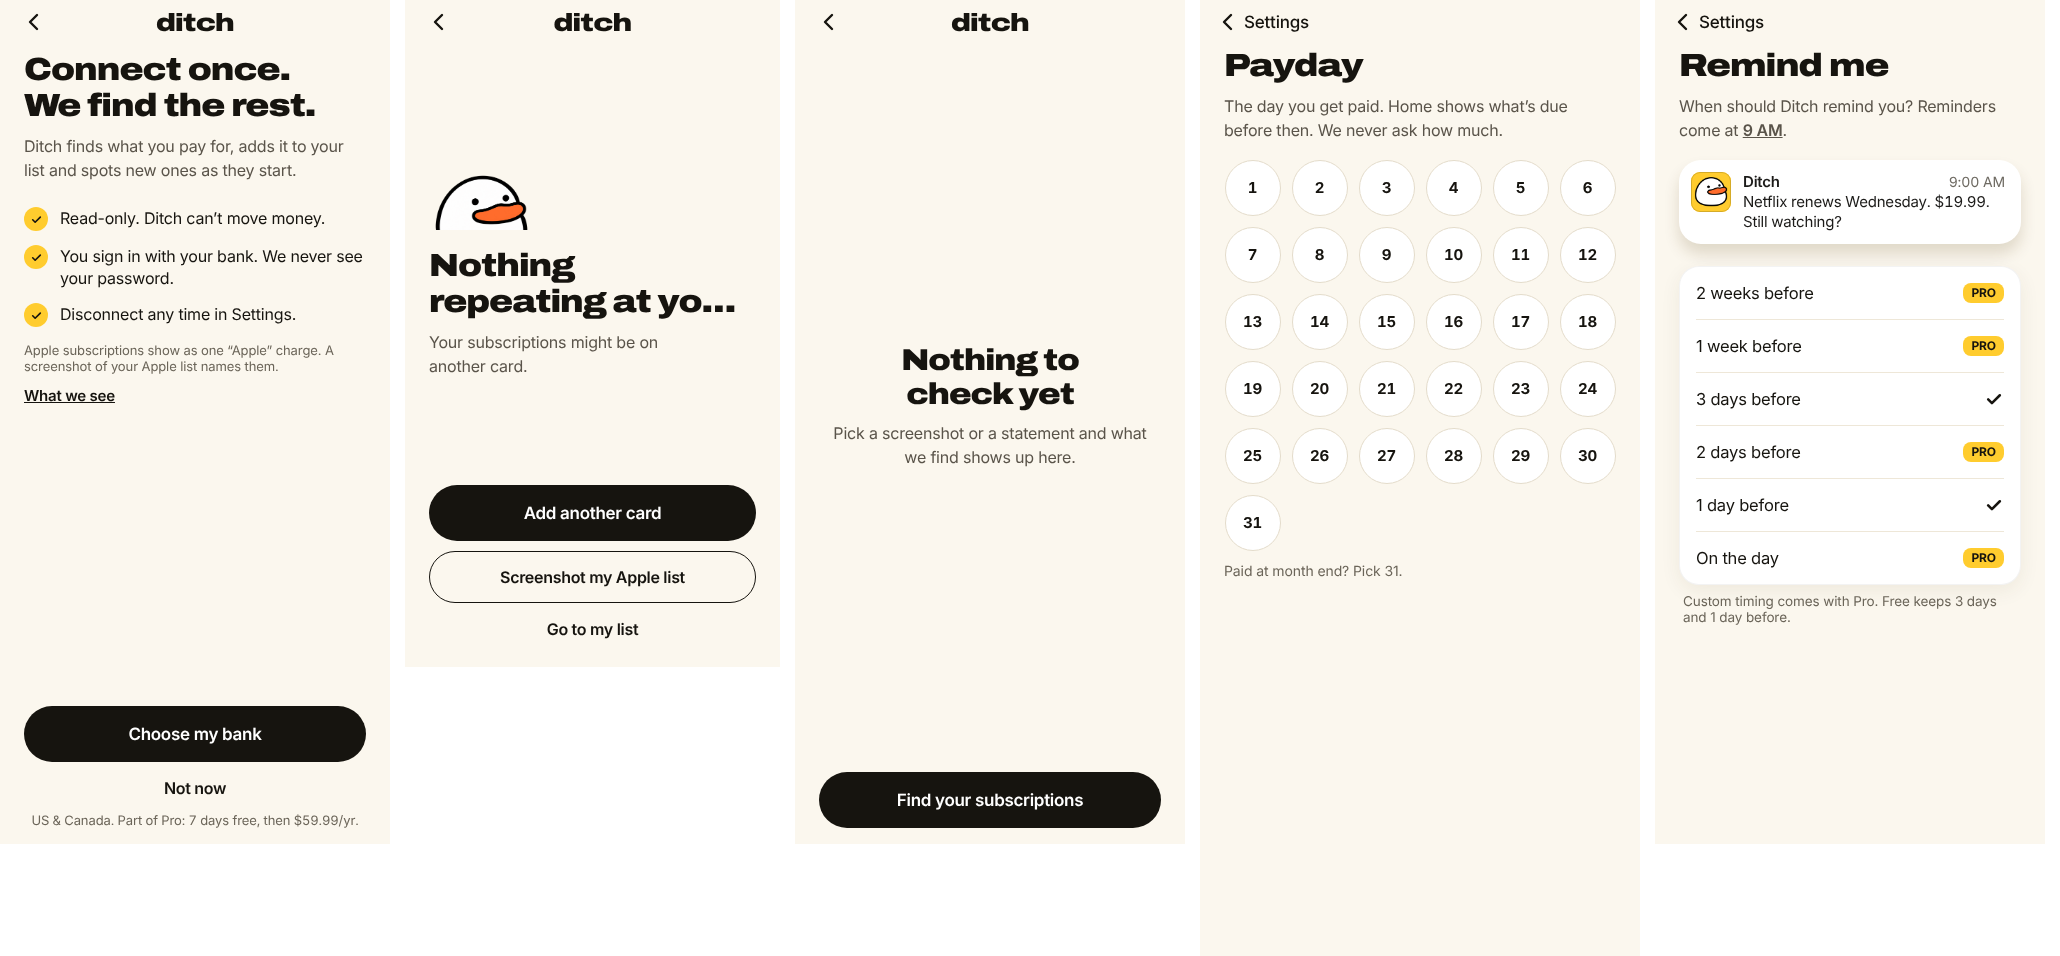 ditch
Connect once.
We find the rest.
Ditch finds what you pay for, adds it to your
list and spots new ones as they start.
Read-only. Ditch can’t move money.
You sign in with your bank. We never see
your password.
Disconnect any time in Settings.
Apple subscriptions show as one “Apple” charge. A
screenshot of your Apple list names them.
What we see
Choose my bank
Not now
US & Canada. Part of Pro: 7 days free, then $59.99/yr.
ditch
Nothing
repeating at yo...
Your subscriptions might be on
another card.
Add another card
Screenshot my Apple list
Go to my list
ditch
Nothing to
check yet
Pick a screenshot or a statement and what
we find shows up here.
Find your subscriptions
Settings
Payday
The day you get paid. Home shows what’s due
before then. We never ask how much.
1 2 3 4 5 6
7 8 9 10 11 12
13 14 15 16 17 18
19 20 21 22 23 24
25 26 27 28 29 30
31
Paid at month end? Pick 31.
Settings
Remind me
When should Ditch remind you? Reminders
come at 9 AM.
Ditch 9:00 AM
Netflix renews Wednesday. $19.99.
Still watching?
2 weeks before PRO
1 week before PRO
3 days before
2 days before PRO
1 day before
On the day PRO
Custom timing comes with Pro. Free keeps 3 days
and 1 day before.